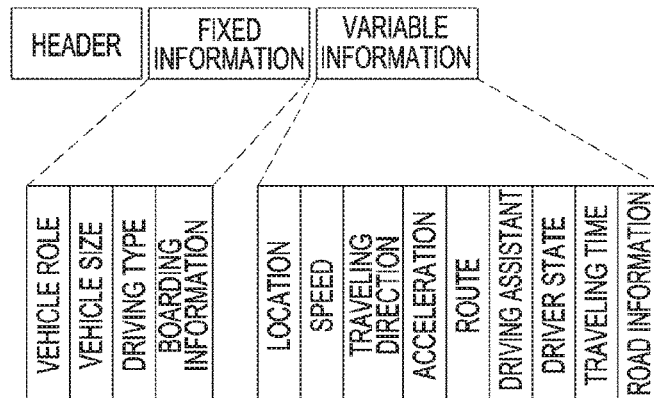 HEADER
FIXED
INFORMATION
VARIABLE
INFORMATION
VEHICLE ROLE
VEHICLE SIZE
DRIVING TYPE
BOARDING
INFORMATION
LOCATION
SPEED
TRAVELING
DIRECTION
ACCELERATION
ROUTE
DRIVING ASSISTANT
DRIVER STATE
TRAVELING TIME
ROAD INFORMATION